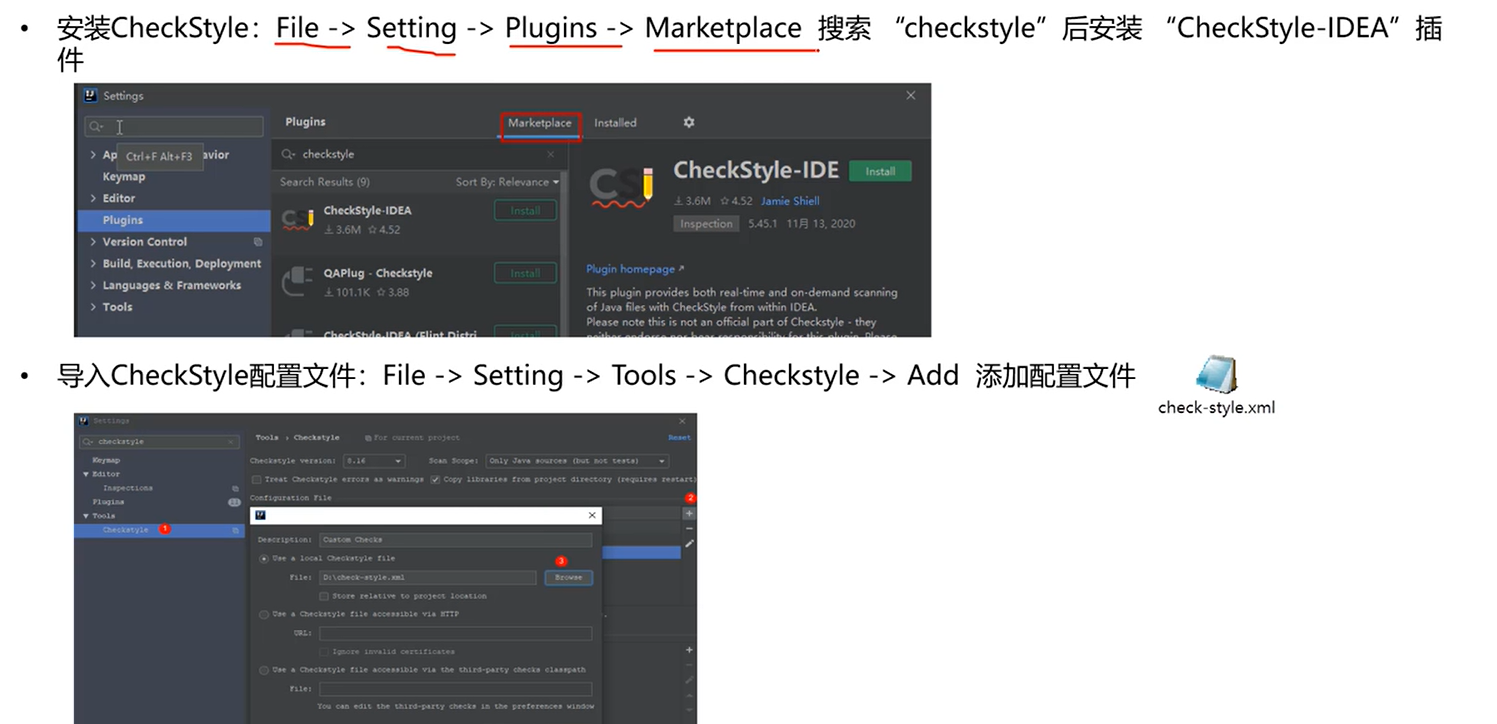 • 安装CheckStyle：File -> Setting -> Plugins -> Marketplace 搜索 “checkstyle”后安装 “CheckStyle-IDEA”插
件
Settings
Plugins Marketplace Installed
Ap avior
Ctrl+F Alt+F3
Keymap
Editor
Plugins
Version Control
Build, Execution, Deployment
Languages & Frameworks
Tools
checkstyle
Search Results (9) Sort By: Relevance
CheckStyle-IDEA Install
3.6M 4.52
QAPlug - Checkstyle Install
101.1K 3.88
CheckStyle-IDEA (Flint Distri Install
CS
CheckStyle-IDE Install
3.6M 4.52 Jamie Shiell
Inspection 5.45.1 11月 13, 2020
Plugin homepage
This plugin provides both real-time and on-demand scanning
of Java files with CheckStyle from within IDEA.
Please note this is not an official part of Checkstyle - they
neither endorse nor bear responsibility for this plugin. Please
• 导入CheckStyle配置文件：File -> Setting -> Tools -> Checkstyle -> Add 添加配置文件
check-style.xml
Settings
checkstyle
Keymap
Editor
Inspections
Plugins
Tools
Checkstyle 1
Tools › Checkstyle For current project Reset
Checkstyle version: 8.16 Scan Scope: Only Java sources (but not tests)
Treat Checkstyle errors as warnings Copy libraries from project directory (requires restart)
Configuration File
2
Description: Custom Checks
Use a local Checkstyle file
3
File: D:\check-style.xml Browse
Store relative to project location
Use a Checkstyle file accessible via HTTP
URL:
Ignore invalid certificates
Use a Checkstyle file accessible via the third-party checks classpath
File:
You can edit the third-party checks in the preferences window